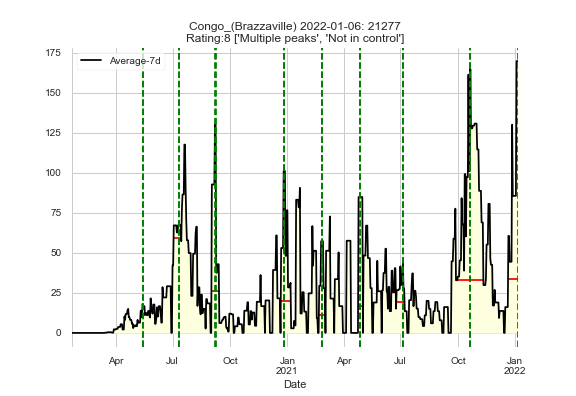 Congo_(Brazzaville) 2022-01-06: 21277
Rating:8 ['Multiple peaks', 'Not in control']
Average-7d
175
150
125
100
75
50
25
0
Apr Jul Oct Jan Apr Jul Oct Jan
2021 2022
Date